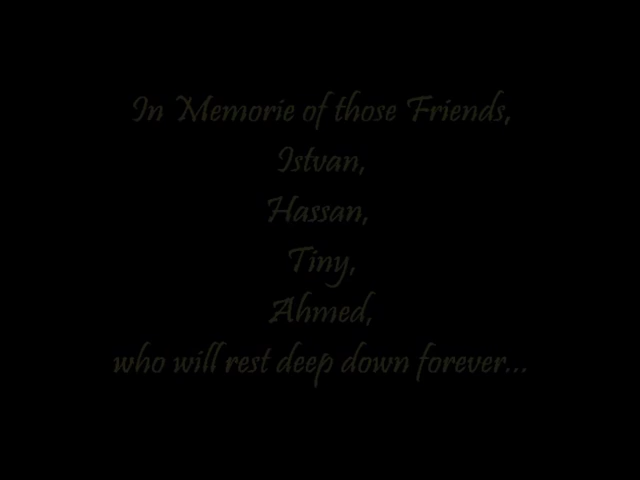 In Memorie of those Friends,
Istvan,
Hassan,
Tiny,
Ahmed,
who will rest deep down forever...